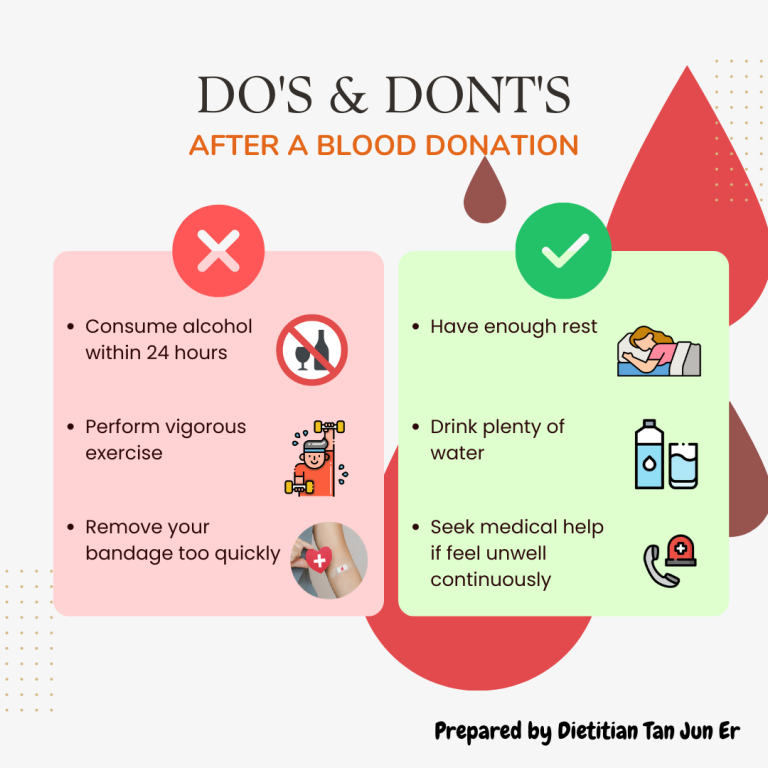 DO'S & DONT'S
AFTER A BLOOD DONATION
• Consume alcohol
within 24 hours
• Perform vigorous
exercise
• Remove your
bandage too quickly
• Have enough rest
• Drink plenty of
water
• Seek medical help
if feel unwell
continuously
Prepared by Dietitian Tan Jun Er